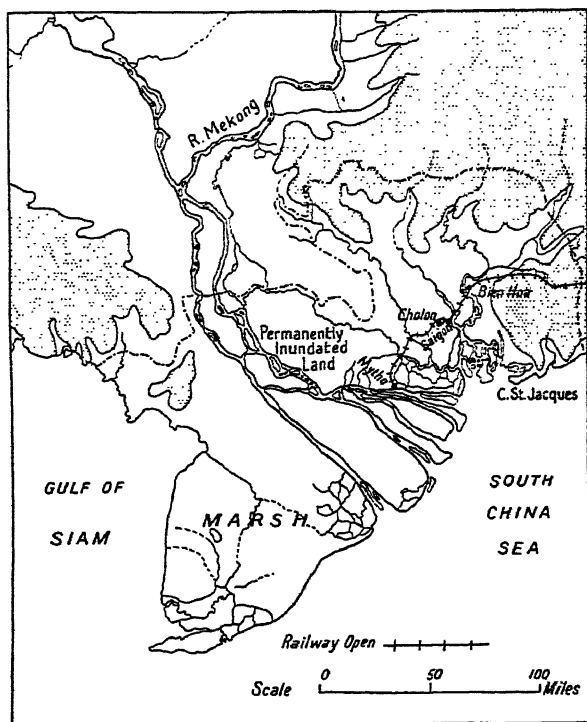 R. Mekong
Bien Hoa
Cholon
Saigon
Permanently
Inundated
Land
Mytho
C. St. Jacques
GULF OF
SIAM
MARSH
SOUTH
CHINA
SEA
Railway Open
Scale 0 50 100 Miles